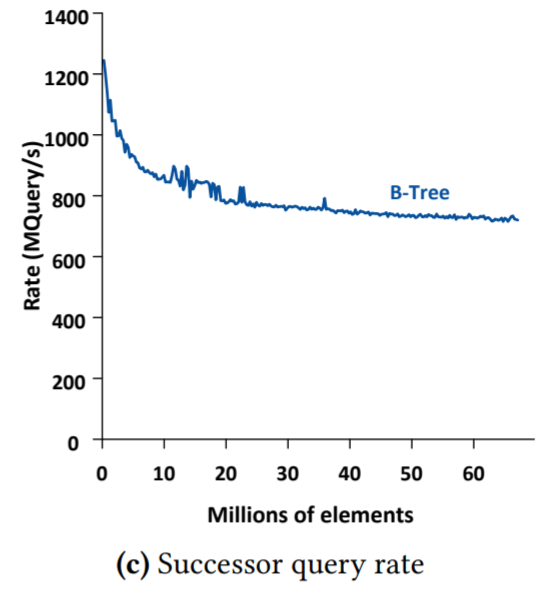 1400
1200
1000
800
600
400
200
0
Rate (MQuery/s)
B-Tree
0 10 20 30 40 50 60
Millions of elements
(c) Successor query rate